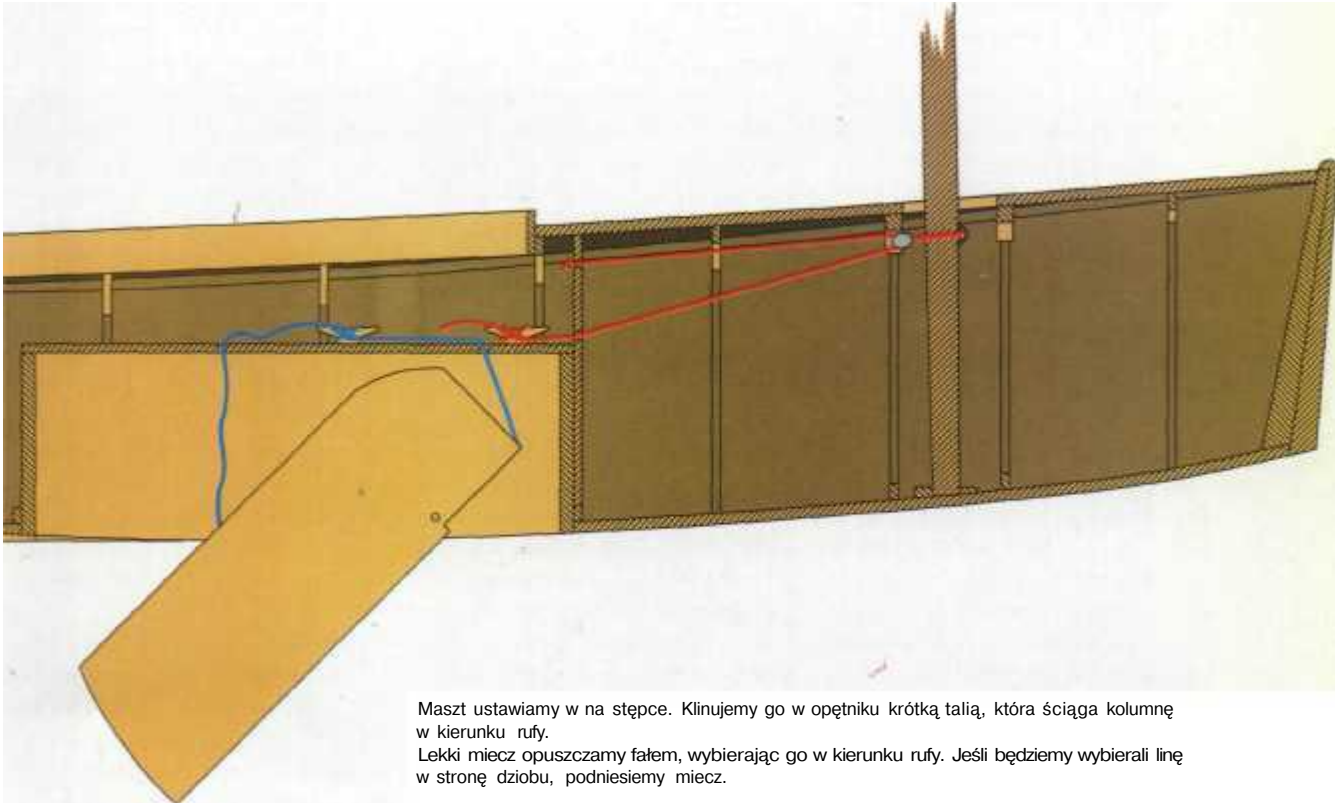 Maszt ustawiamy w na stępce. Klinujemy go w opętniku krótką talią, która ściąga kolumnę
w kierunku rufy.
Lekki miecz opuszczamy fałem, wybierając go w kierunku rufy. Jeśli będziemy wybierali linę
w stronę dziobu, podniesiemy miecz.